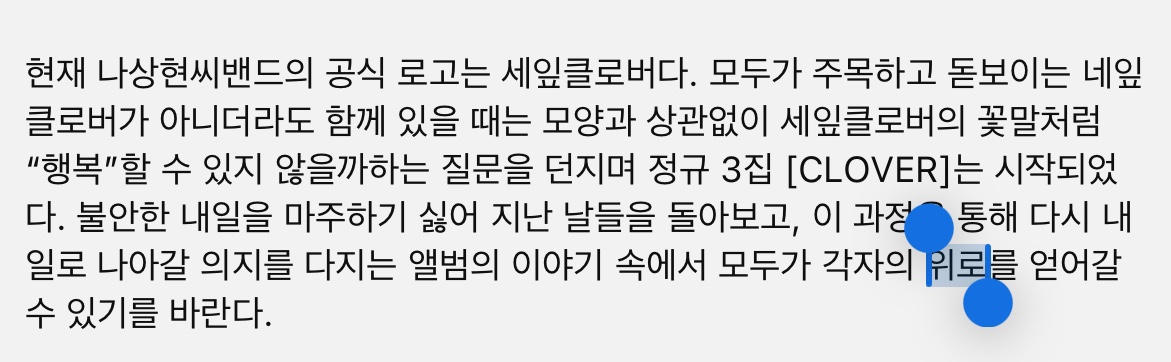 현재 나상현씨밴드의 공식 로고는 세잎클로버다. 모두가 주목하고 돋보이는 네잎
클로버가 아니더라도 함께 있을 때는 모양과 상관없이 세잎클로버의 꽃말처럼
“행복”할 수 있지 않을까하는 질문을 던지며 정규 3집 [CLOVER]는 시작되었
다. 불안한 내일을 마주하기 싫어 지난 날들을 돌아보고, 이 과정을 통해 다시 내
일로 나아갈 의지를 다지는 앨범의 이야기 속에서 모두가 각자의 위로를 얻어갈
수 있기를 바란다.